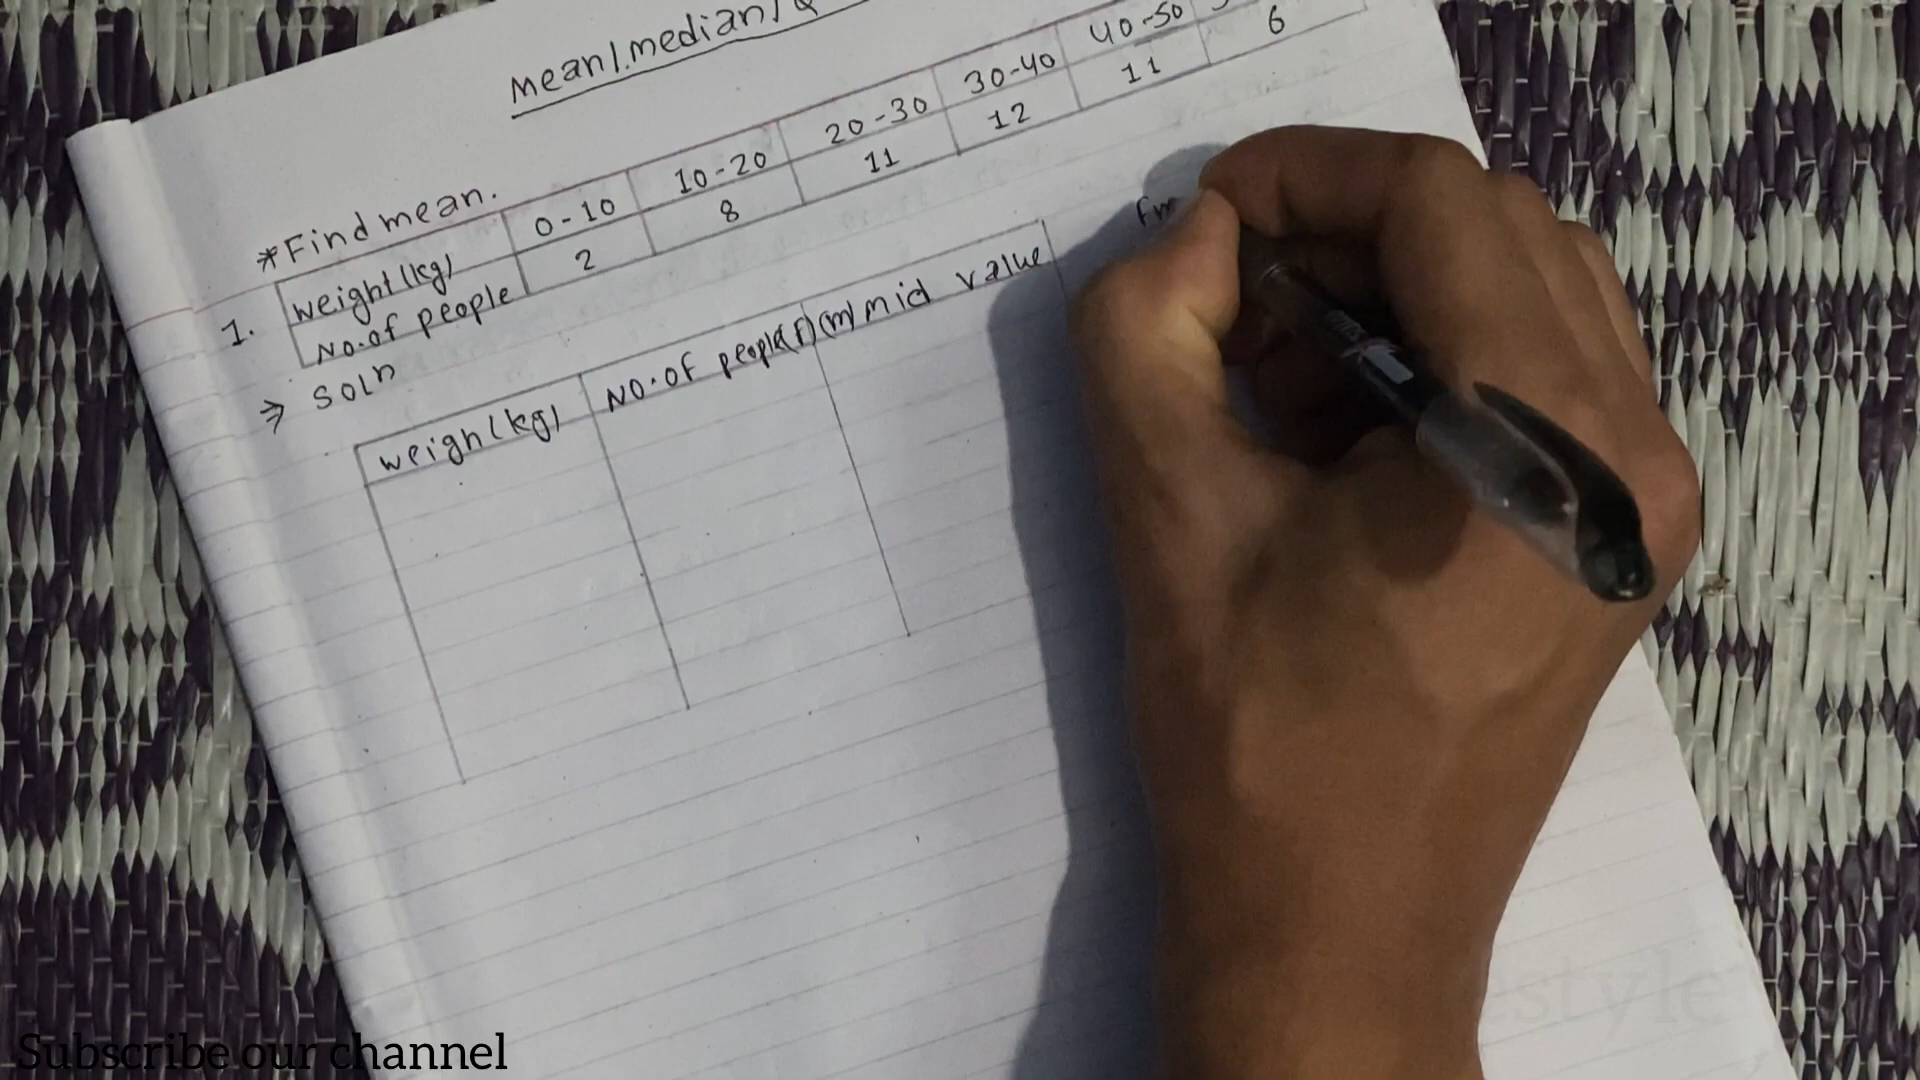 mean/.median/Q
*Find mean.
1. weight(kg) 0-10 10-20 20-30 30-40 40-50
No.of people 2 8 11 12 11 6
⇒ soln
weigh(kg) No.of people(f) (m) mid value fm
Subscribe our channel